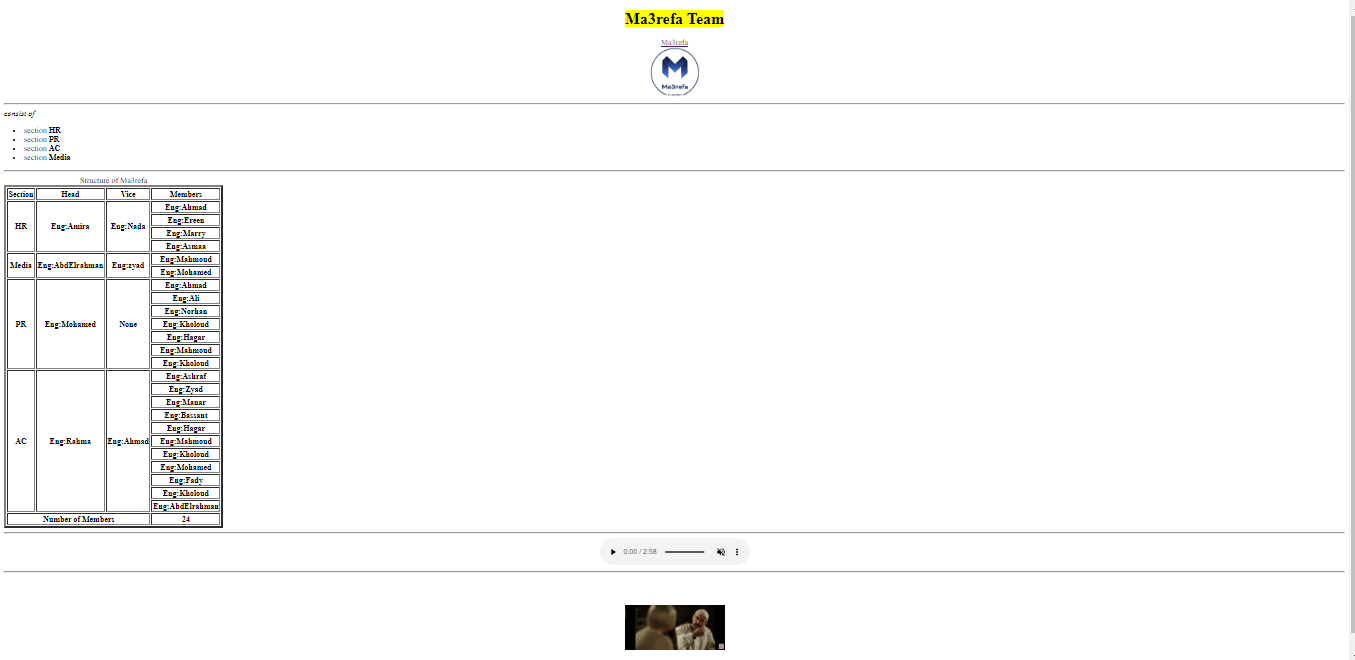 Ma3refa Team
Ma3refa
M
Ma3refa
consist of
section HR
section PR
section AC
section Media
Structure of Ma3refa
Section Head Vice Members
HR Eng:Amira Eng:Nada Eng:Ahmad
Eng:Ereen
Eng:Marry
Eng:Asmaa
Media Eng:AbdElrahman Eng:zyad Eng:Mahmoud
Eng:Mohamed
PR Eng:Mohamed None Eng:Ahmad
Eng:Ali
Eng:Norhan
Eng:Kholoud
Eng:Hagar
Eng:Mahmoud
Eng:Kholoud
AC Eng:Rahma Eng:Ahmad Eng:Ashraf
Eng:Zyad
Eng:Manar
Eng:Bassant
Eng:Hagar
Eng:Mahmoud
Eng:Kholoud
Eng:Mohamed
Eng:Fady
Eng:Kholoud
Eng:AbdElrahman
Number of Members 24
0:00 / 2:58